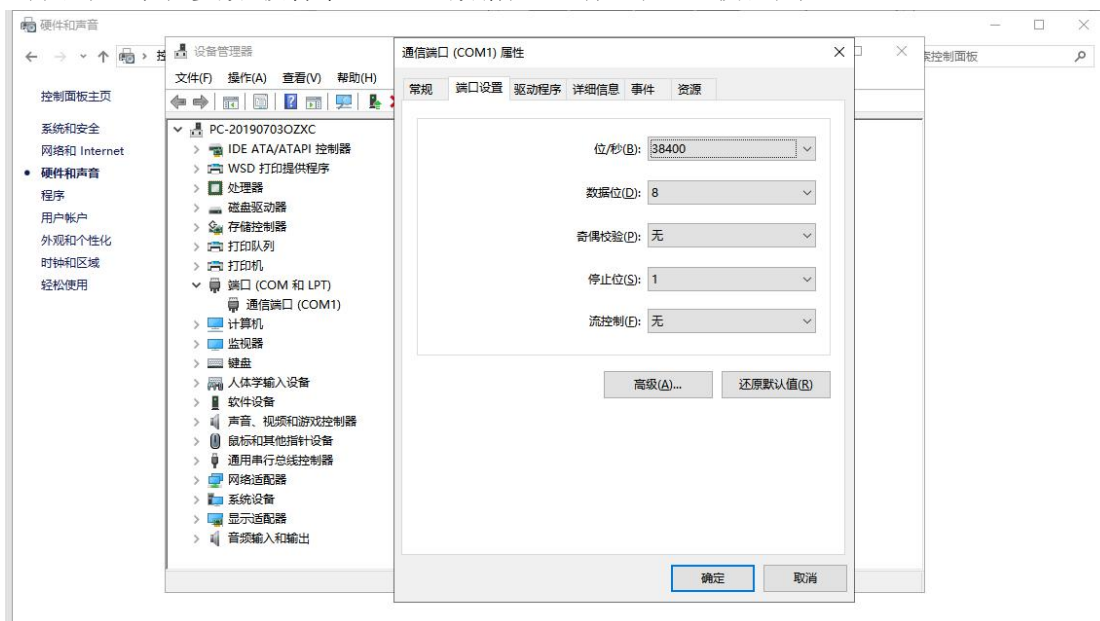 硬件和声音
索控制面板
控制面板主页
系统和安全
网络和 Internet
硬件和声音
程序
用户帐户
外观和个性化
时钟和区域
轻松使用
设备管理器
文件(F) 操作(A) 查看(V) 帮助(H)
PC-20190703OZXC
IDE ATA/ATAPI 控制器
WSD 打印提供程序
处理器
磁盘驱动器
存储控制器
打印队列
打印机
端口 (COM 和 LPT)
通信端口 (COM1)
计算机
监视器
键盘
人体学输入设备
软件设备
声音、视频和游戏控制器
鼠标和其他指针设备
通用串行总线控制器
网络适配器
系统设备
显示适配器
音频输入和输出
通信端口 (COM1) 属性
常规 端口设置 驱动程序 详细信息 事件 资源
位/秒(B): 38400
数据位(D): 8
奇偶校验(P): 无
停止位(S): 1
流控制(F): 无
高级(A)... 还原默认值(R)
确定 取消